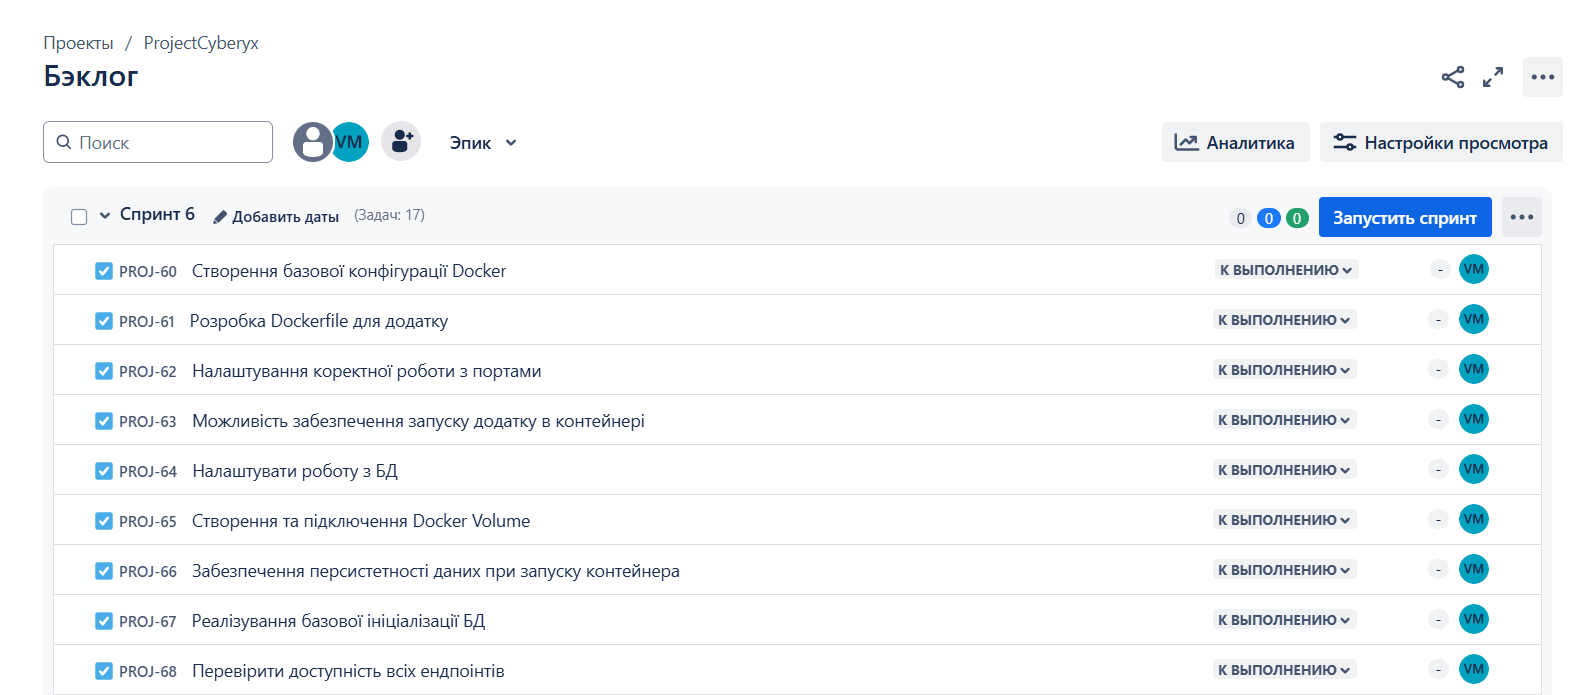 Проекты / ProjectCyberyx
Бэклог
Поиск VM Эпик Аналитика Настройки просмотра
Спринт 6 Добавить даты (Задач: 17) 0 0 0 Запустить спринт
PROJ-60 Створення базової конфігурації Docker К ВЫПОЛНЕНИЮ - VM
PROJ-61 Розробка Dockerfile для додатку К ВЫПОЛНЕНИЮ - VM
PROJ-62 Налаштування коректної роботи з портами К ВЫПОЛНЕНИЮ - VM
PROJ-63 Можливість забезпечення запуску додатку в контейнері К ВЫПОЛНЕНИЮ - VM
PROJ-64 Налаштувати роботу з БД К ВЫПОЛНЕНИЮ - VM
PROJ-65 Створення та підключення Docker Volume К ВЫПОЛНЕНИЮ - VM
PROJ-66 Забезпечення персистетності даних при запуску контейнера К ВЫПОЛНЕНИЮ - VM
PROJ-67 Реалізування базової ініціалізації БД К ВЫПОЛНЕНИЮ - VM
PROJ-68 Перевірити доступність всіх ендпоінтів К ВЫПОЛНЕНИЮ - VM